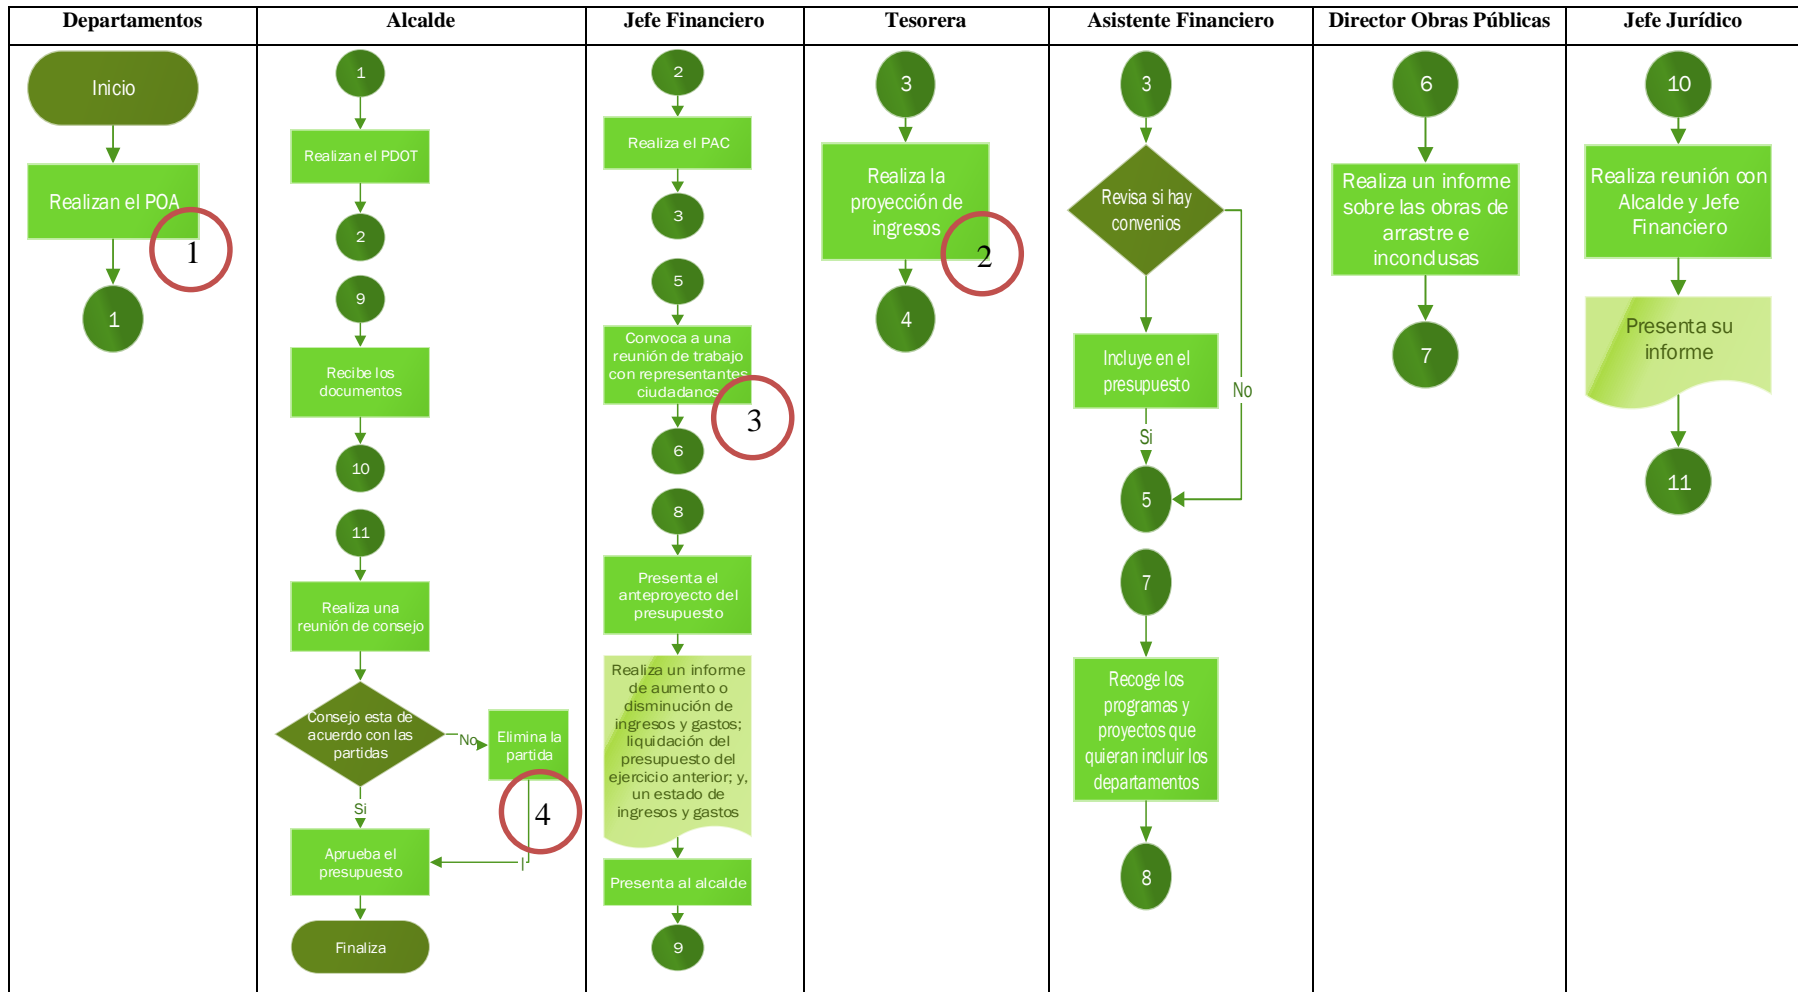 Departamentos
Alcalde
Jefe Financiero
Tesorera
Asistente Financiero
Director Obras Públicas
Jefe Jurídico
Inicio
Realizan el POA
1
1
1
Realizan el PDOT
2
9
Recibe los
documentos
10
11
Realiza una
reunión de consejo
Consejo esta de
acuerdo con las
partidas
No
Elimina la
partida
4
Si
Aprueba el
presupuesto
Finaliza
2
Realiza el PAC
3
5
Convoca a una
reunión de trabajo
con representantes
ciudadanos
3
6
8
Presenta el
anteproyecto del
presupuesto
Realiza un informe
de aumento o
disminución de
ingresos y gastos;
liquidación del
presupuesto del
ejercicio anterior; y,
un estado de
ingresos y gastos
Presenta al alcalde
9
3
Realiza la
proyección de
ingresos
2
4
3
Revisa si hay
convenios
Incluye en el
presupuesto
No
Si
5
7
Recoge los
programas y
proyectos que
quieran incluir los
departamentos
8
6
Realiza un informe
sobre las obras de
arrastre e
inconclusas
7
10
Realiza reunión con
Alcalde y Jefe
Financiero
Presenta su
informe
11